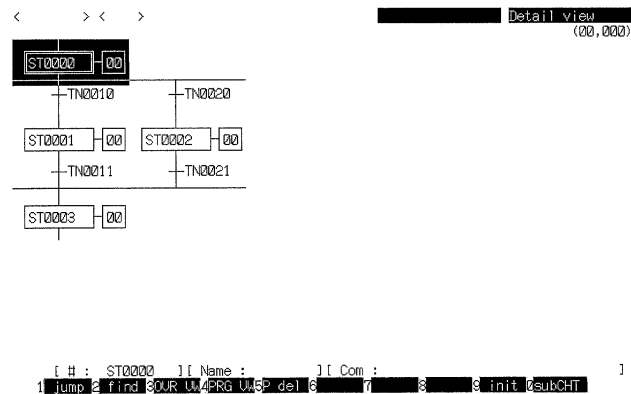 <          > <     >  Detail view
(00,000)
ST0000 00
TN0010 TN0020
ST0001 00 ST0002 00
TN0011 TN0021
ST0003 00
[ # :  ST0000  ][ Name :          ][ Com :          ]
1 jump 2 find 3OVR VW4PRG VW5P del 6 7 8 9 init 0subCHT